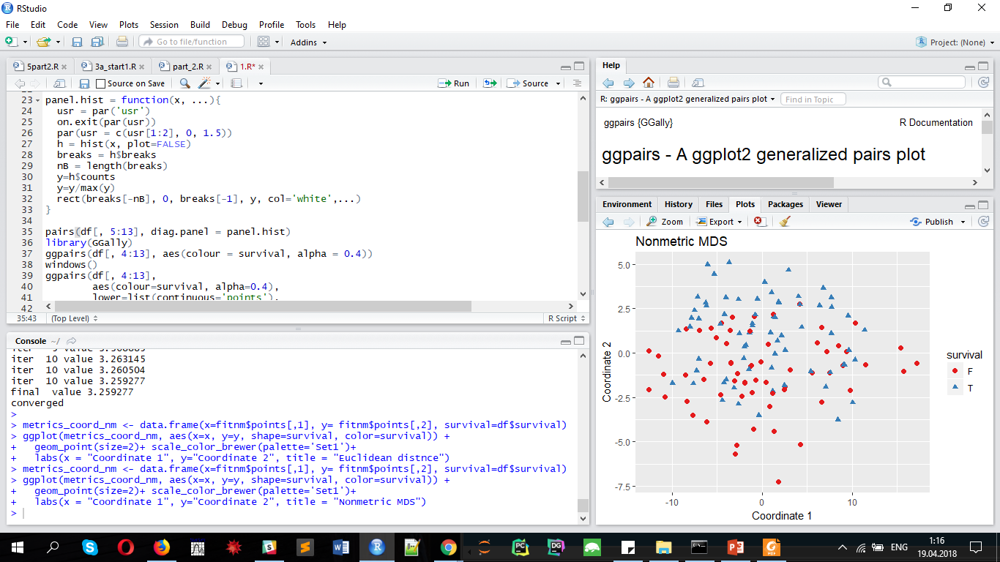 RStudio
File Edit Code View Plots Session Build Debug Profile Tools Help
Go to file/function Addins Project: (None)
5part2.R 3a_start1.R part_2.R 1.R*
Source on Save Run Source
23 panel.hist = function(x, ...){
24 usr = par('usr')
25 on.exit(par(usr))
26 par(usr = c(usr[1:2], 0, 1.5))
27 h = hist(x, plot=FALSE)
28 breaks = h$breaks
29 nB = length(breaks)
30 y=h$counts
31 y=y/max(y)
32 rect(breaks[-nB], 0, breaks[-1], y, col='white',...)
33 }
34
35 pairs(df[, 5:13], diag.panel = panel.hist)
36 library(GGally)
37 ggpairs(df[, 4:13], aes(colour = survival, alpha = 0.4))
38 windows()
39 ggpairs(df[, 4:13],
40 aes(colour=survival, alpha=0.4),
41 lower=list(continuous='points'),
42
35:43 (Top Level) R Script
Console ~/
iter 10 value 3.263145
iter 10 value 3.260504
iter 10 value 3.259277
final value 3.259277
converged
>
> metrics_coord_nm <- data.frame(x=fitnm$points[,1], y= fitnm$points[,2], survival=df$survival)
> ggplot(metrics_coord_nm, aes(x=x, y=y, shape=survival, color=survival)) +
+ geom_point(size=2)+ scale_color_brewer(palette='Set1')+
+ labs(x = "Coordinate 1", y="Coordinate 2", title = "Euclidean distnce")
> metrics_coord_nm <- data.frame(x=fitnm$points[,1], y= fitnm$points[,2], survival=df$survival)
> ggplot(metrics_coord_nm, aes(x=x, y=y, shape=survival, color=survival)) +
+ geom_point(size=2)+ scale_color_brewer(palette='Set1')+
+ labs(x = "Coordinate 1", y="Coordinate 2", title = "Nonmetric MDS")
>
Help
R: ggpairs - A ggplot2 generalized pairs plot Find in Topic
ggpairs {GGally} R Documentation
ggpairs - A ggplot2 generalized pairs plot
Environment History Files Plots Packages Viewer
Zoom Export Publish
Nonmetric MDS
5.0
2.5
0.0
-2.5
-5.0
-7.5
Coordinate 2
-10 0 10
Coordinate 1
survival
F
T
ENG
1:16
19.04.2018